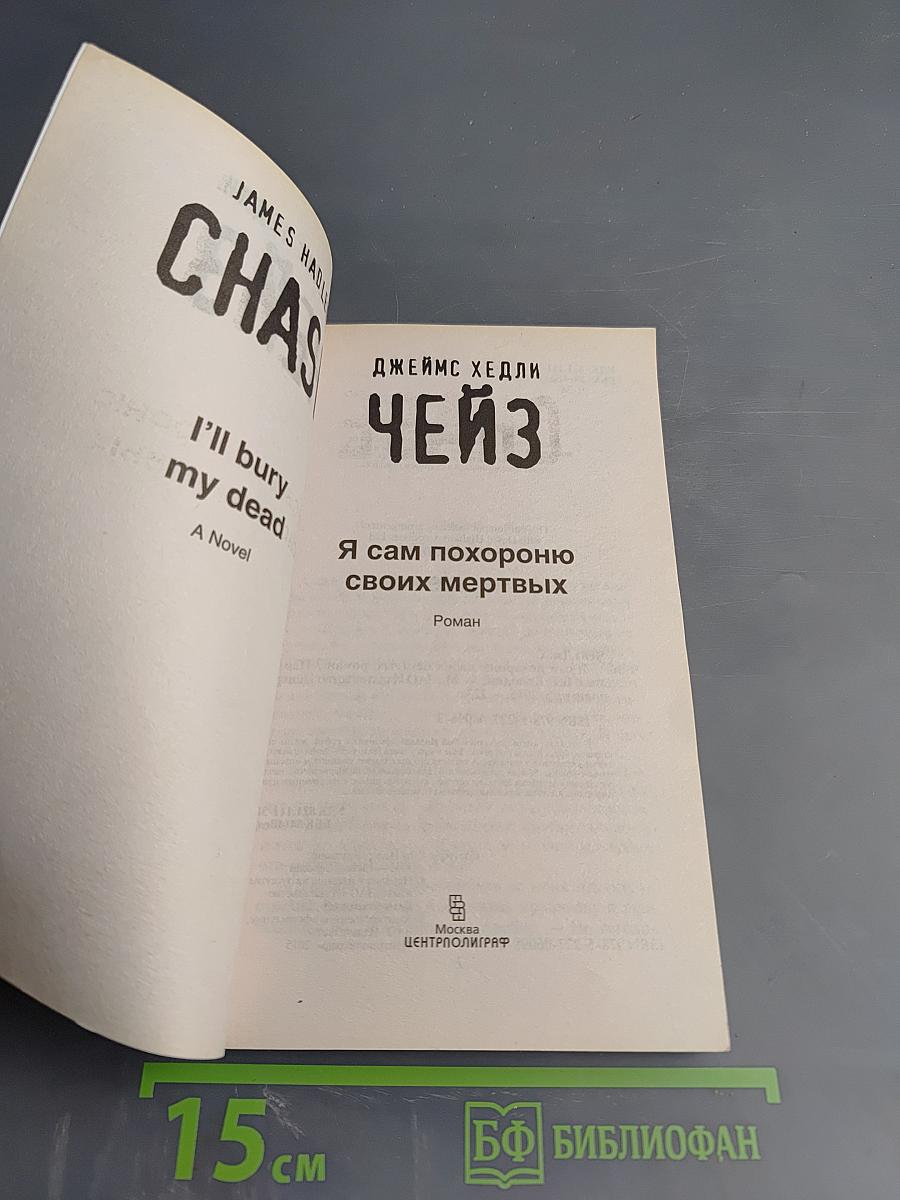 JAMES HADL
CHAS
I'll bury
my dead
A Novel
ДЖЕЙМС ХЕДЛИ
ЧЕЙЗ
Я сам похороню
своих мертвых
Роман
Москва
ЦЕНТРПОЛИГРАФ
15 см
БФ БИБЛИОФАН